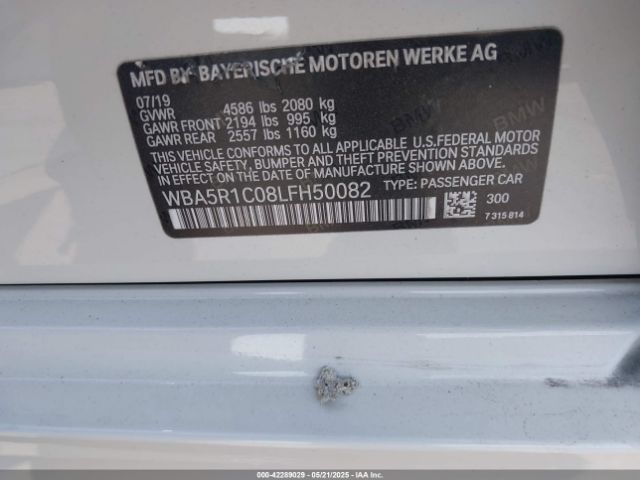 MFD BY BAYERISCHE MOTOREN WERKE AG
07/19
GVWR 4586 lbs 2080 kg
GAWR FRONT 2194 lbs 995 kg
GAWR REAR 2557 lbs 1160 kg
THIS VEHICLE CONFORMS TO ALL APPLICABLE U.S. FEDERAL MOTOR
VEHICLE SAFETY, BUMPER, AND THEFT PREVENTION STANDARDS
IN EFFECT ON THE DATE OF MANUFACTURE SHOWN ABOVE.
WBA5R1C08LFH50082 TYPE: PASSENGER CAR
300
7 315 814
000-42289029 - 05/21/2025 - IAAI.COM